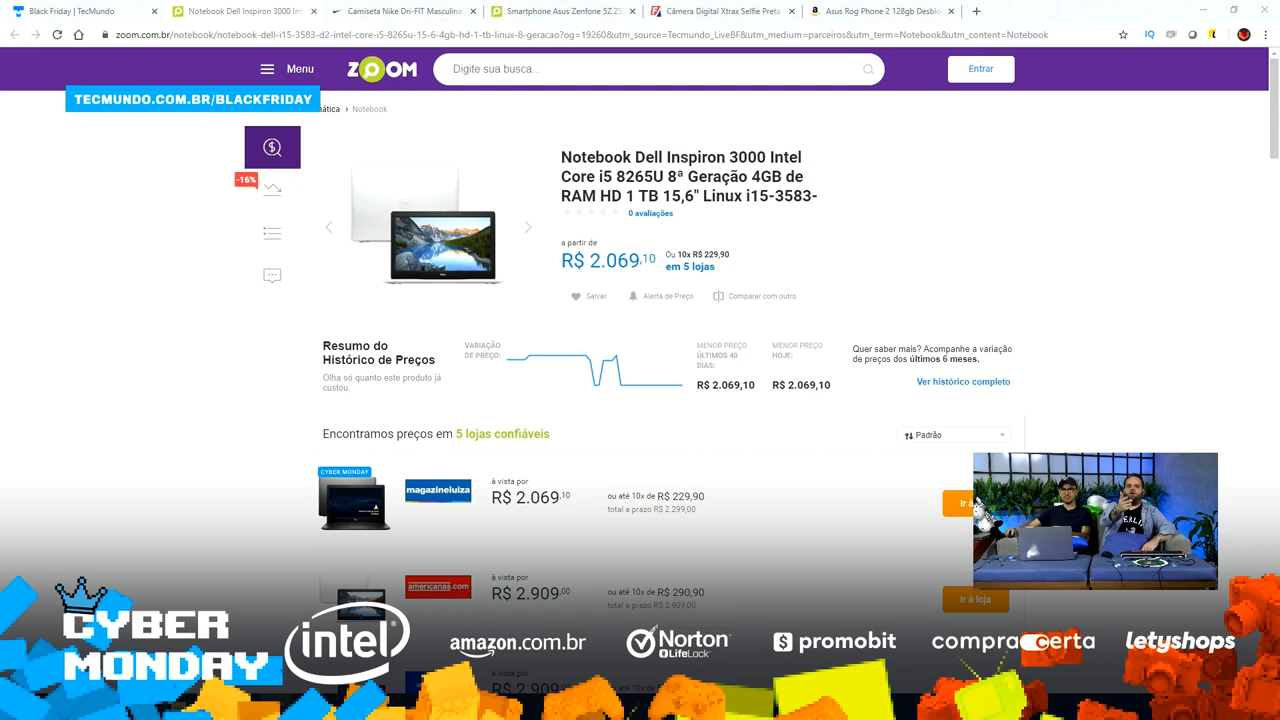 Black Friday | TecMundo
Notebook Dell Inspiron 3000 Int
Camiseta Nike Dri-FIT Masculina
Smartphone Asus Zenfone 5Z ZS
Câmera Digital Xtrax Selfie Preta
Asus Rog Phone 2 128gb Desblo
zoom.com.br/notebook/notebook-dell-i15-3583-d2-intel-core-i5-8265u-15-6-4gb-hd-1-tb-linux-8-geracao?og=19260&utm_source=Tecmundo_LiveBF&utm_medium=parceiros&utm_term=Notebook&utm_content=Notebook
Menu
ZOOM
Digite sua busca...
Entrar
TECMUNDO.COM.BR/BLACKFRIDAY
ática › Notebook
-16%
Notebook Dell Inspiron 3000 Intel
Core i5 8265U 8ª Geração 4GB de
RAM HD 1 TB 15,6" Linux i15-3583-
0 avaliações
a partir de
R$ 2.069,10
Ou 10x R$ 229,90
em 5 lojas
Salvar
Alerta de Preço
Comparar com outro
Resumo do
Histórico de Preços
Olha só quanto este produto já
custou.
VARIAÇÃO
DE PREÇO:
MENOR PREÇO
ÚLTIMOS 40
DIAS:
R$ 2.069,10
MENOR PREÇO
HOJE:
R$ 2.069,10
Quer saber mais? Acompanhe a variação
de preços dos últimos 6 meses.
Ver histórico completo
Encontramos preços em 5 lojas confiáveis
Padrão
CYBER MONDAY
magazineluiza
à vista por
R$ 2.069,10
ou até 10x de R$ 229,90
total a prazo R$ 2.299,00
Ir à
americanas.com
à vista por
R$ 2.909,00
ou até 10x de R$ 290,90
total a prazo R$ 2.909,00
Ir à loja
à vista por
R$ 2.909,00
CYBER
MONDAY
intel
amazon.com.br
Norton
LifeLock
promobit
compracerta
letyshops